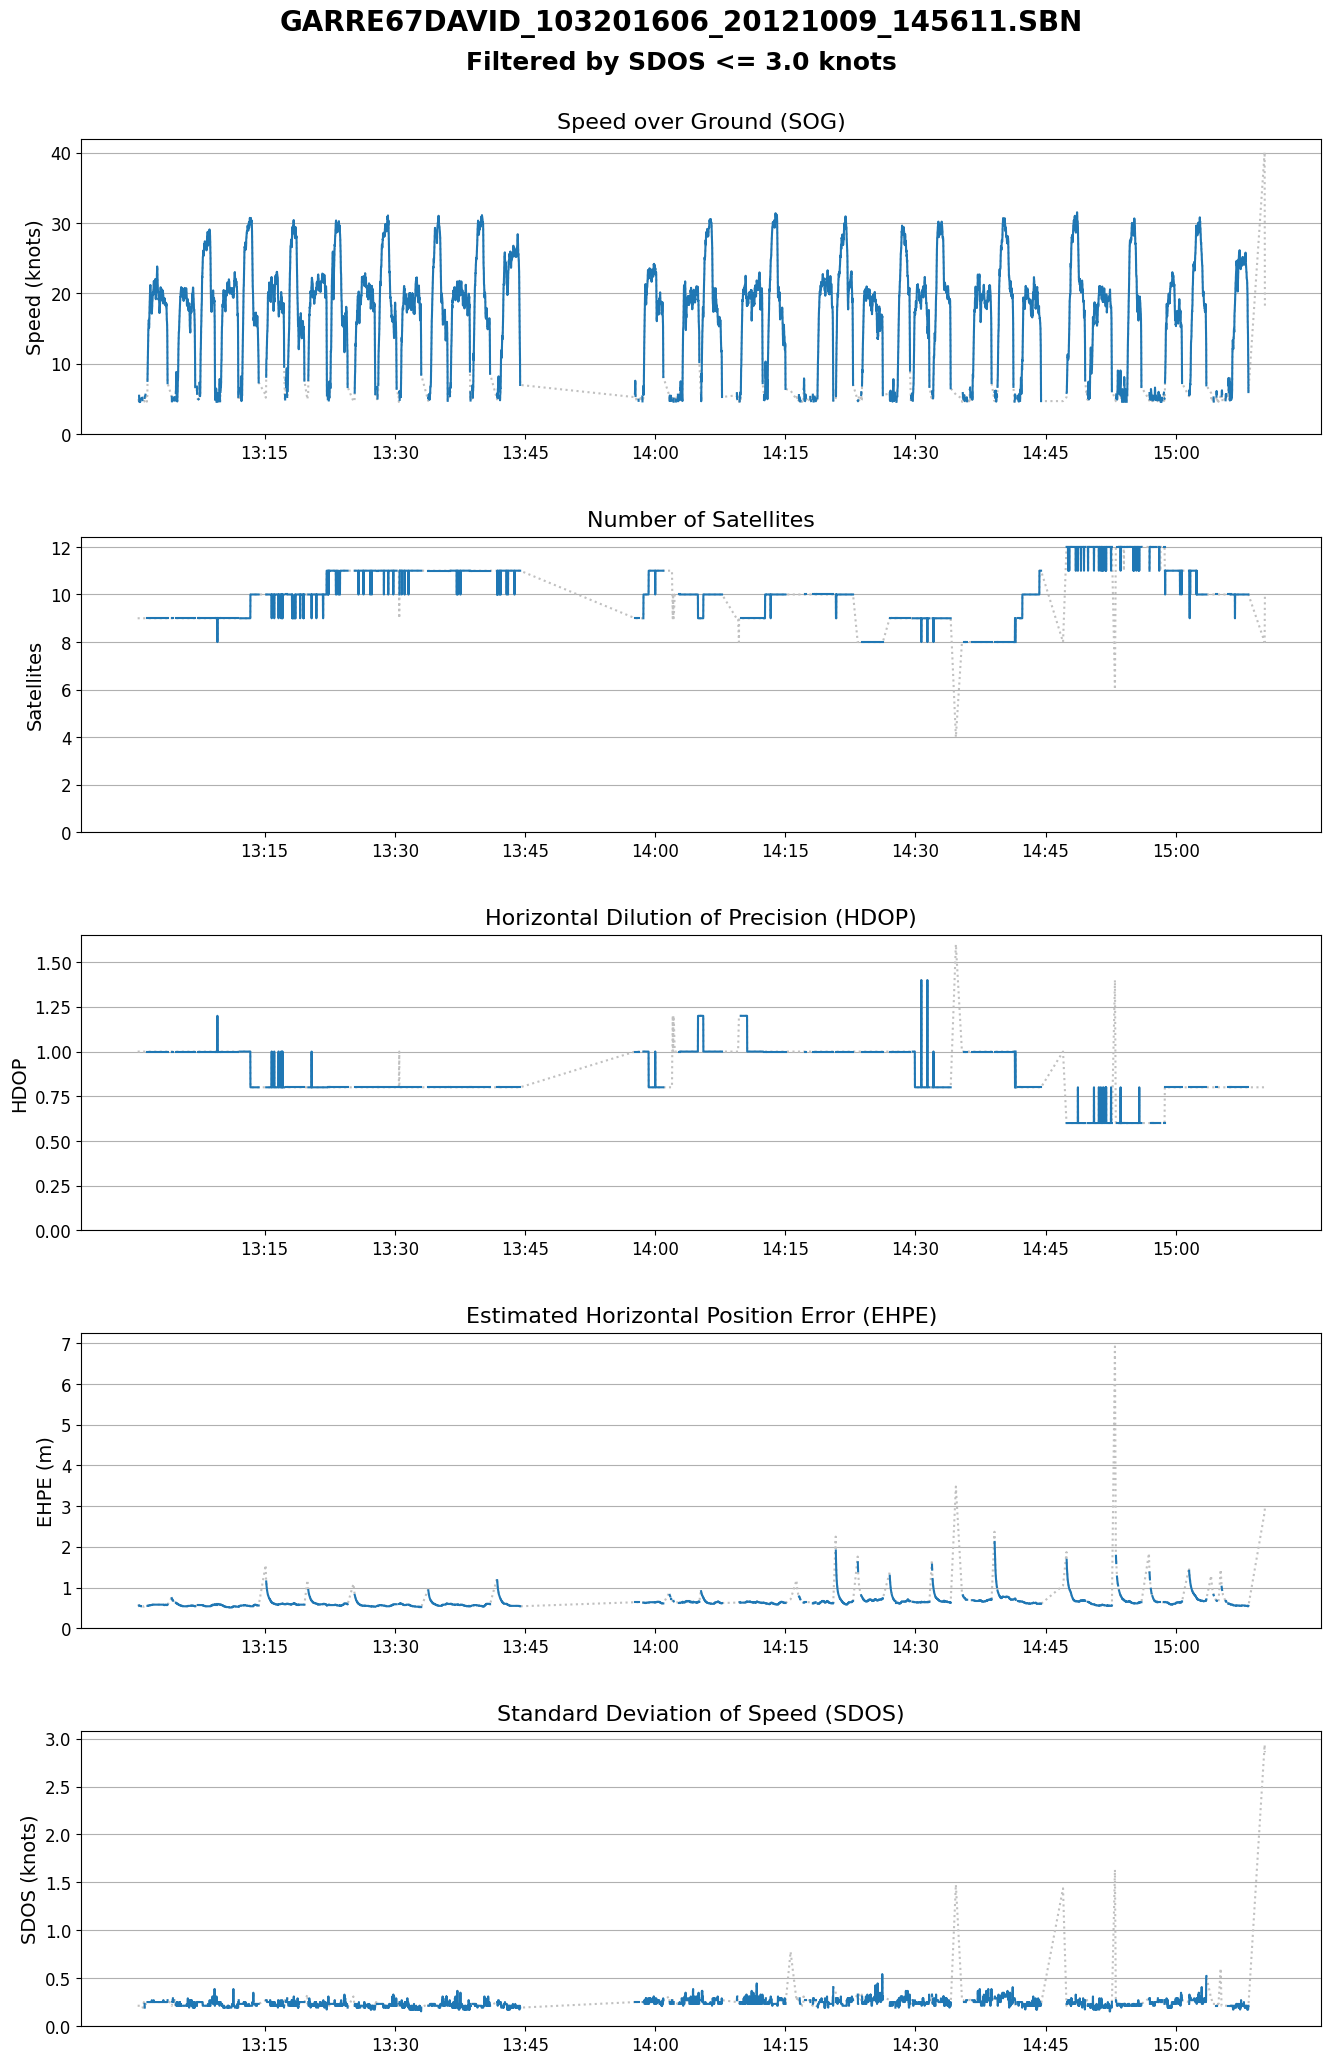 GARRE67DAVID_103201606_20121009_145611.SBN
Filtered by SDOS <= 3.0 knots
Speed over Ground (SOG)
Speed (knots)
40
30
20
10
0
13:15 13:30 13:45 14:00 14:15 14:30 14:45 15:00
Number of Satellites
Satellites
12
10
8
6
4
2
0
13:15 13:30 13:45 14:00 14:15 14:30 14:45 15:00
Horizontal Dilution of Precision (HDOP)
HDOP
1.50
1.25
1.00
0.75
0.50
0.25
0.00
13:15 13:30 13:45 14:00 14:15 14:30 14:45 15:00
Estimated Horizontal Position Error (EHPE)
EHPE (m)
7
6
5
4
3
2
1
0
13:15 13:30 13:45 14:00 14:15 14:30 14:45 15:00
Standard Deviation of Speed (SDOS)
SDOS (knots)
3.0
2.5
2.0
1.5
1.0
0.5
0.0
13:15 13:30 13:45 14:00 14:15 14:30 14:45 15:00